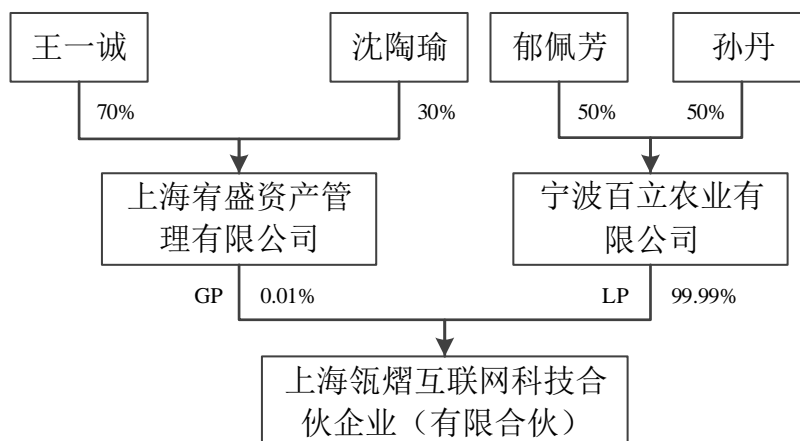 王一诚 沈陶瑜 郁佩芳 孙丹
70% 30% 50% 50%
上海宥盛资产管
理有限公司
宁波百立农业有
限公司
GP 0.01% LP 99.99%
上海瓴熠互联网科技合
伙企业（有限合伙）